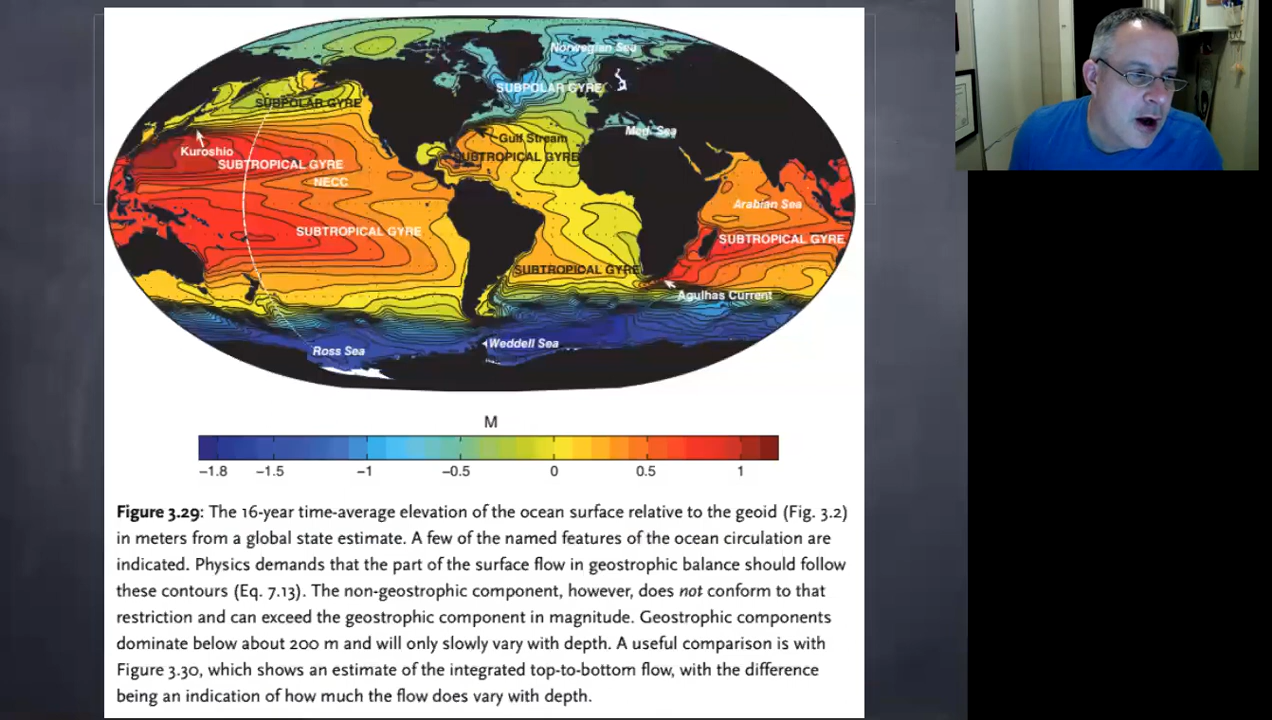 Norwegian Sea
SUBPOLAR GYRE
SUBPOLAR GYRE
Med. Sea
Gulf Stream
Kuroshio
SUBTROPICAL GYRE
SUBTROPICAL GYRE
NECC
Arabian Sea
SUBTROPICAL GYRE
SUBTROPICAL GYRE
SUBTROPICAL GYRE
Agulhas Current
Weddell Sea
Ross Sea
M
−1.8 −1.5 −1 −0.5 0 0.5 1
Figure 3.29: The 16-year time-average elevation of the ocean surface relative to the geoid (Fig. 3.2)
in meters from a global state estimate. A few of the named features of the ocean circulation are
indicated. Physics demands that the part of the surface flow in geostrophic balance should follow
these contours (Eq. 7.13). The non-geostrophic component, however, does not conform to that
restriction and can exceed the geostrophic component in magnitude. Geostrophic components
dominate below about 200 m and will only slowly vary with depth. A useful comparison is with
Figure 3.30, which shows an estimate of the integrated top-to-bottom flow, with the difference
being an indication of how much the flow does vary with depth.